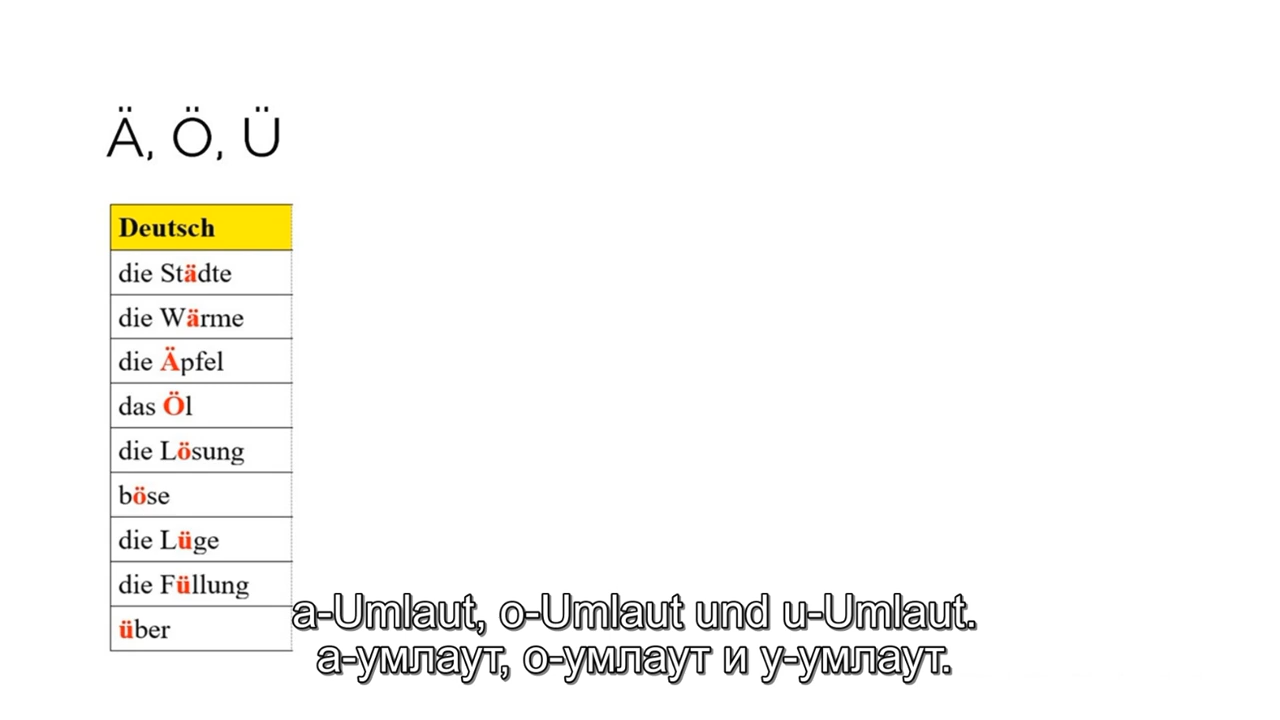 Ä, Ö, Ü
Deutsch
die Städte
die Wärme
die Äpfel
das Öl
die Lösung
böse
die Lüge
die Füllung
über
a-Umlaut, o-Umlaut und u-Umlaut.
а-умлаут, о-умлаут и у-умлаут.